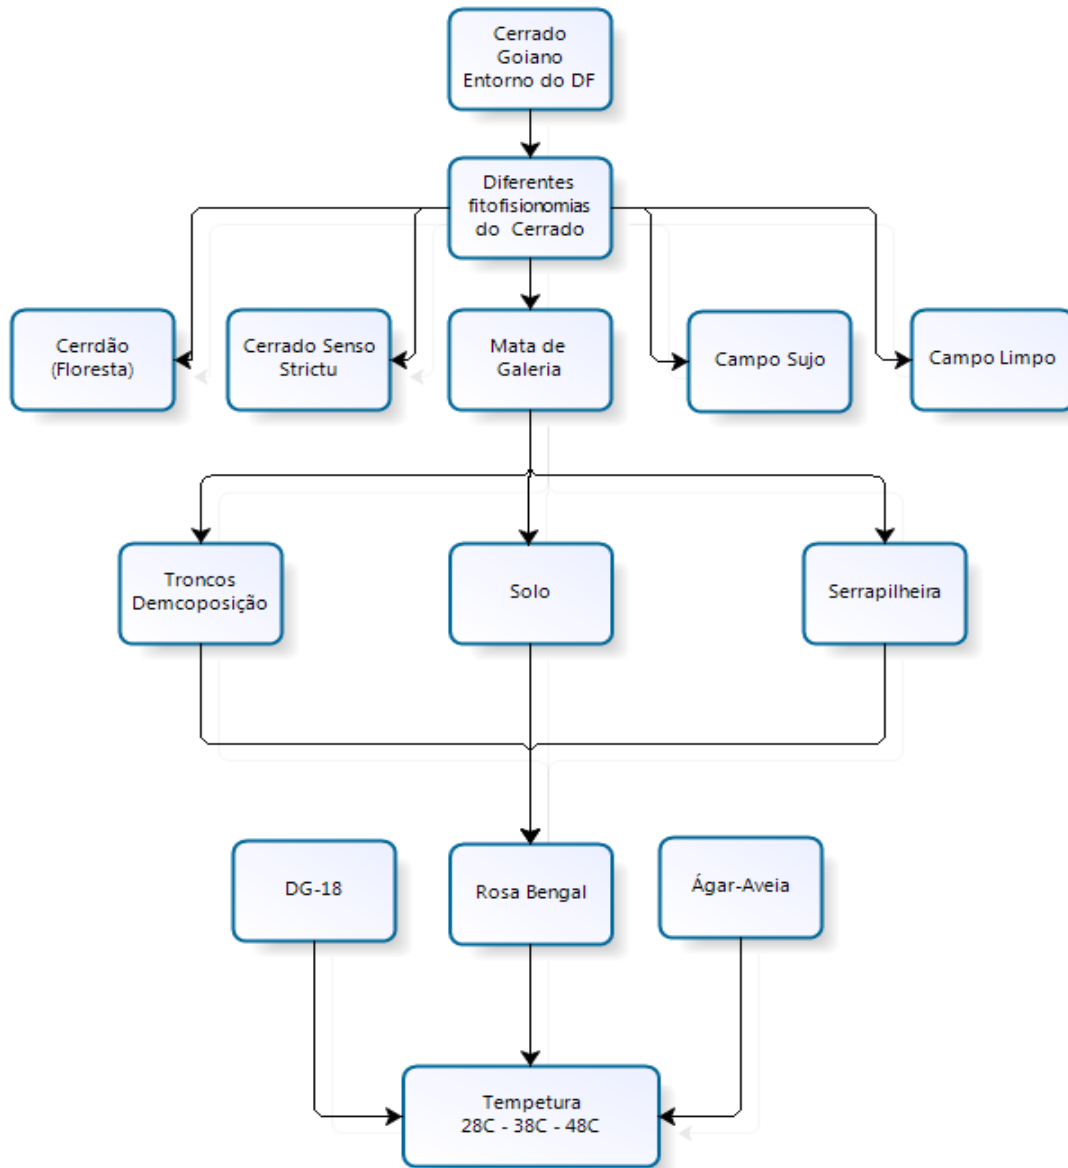 Cerrado
Goiano
Entorno do DF
Diferentes
fitofisionomias
do Cerrado
Cerrdão
(Floresta)
Cerrado Senso
Strictu
Mata de
Galeria
Campo Sujo
Campo Limpo
Troncos
Demcoposição
Solo
Serrapilheira
DG-18
Rosa Bengal
Ágar-Aveia
Tempetura
28C - 38C - 48C